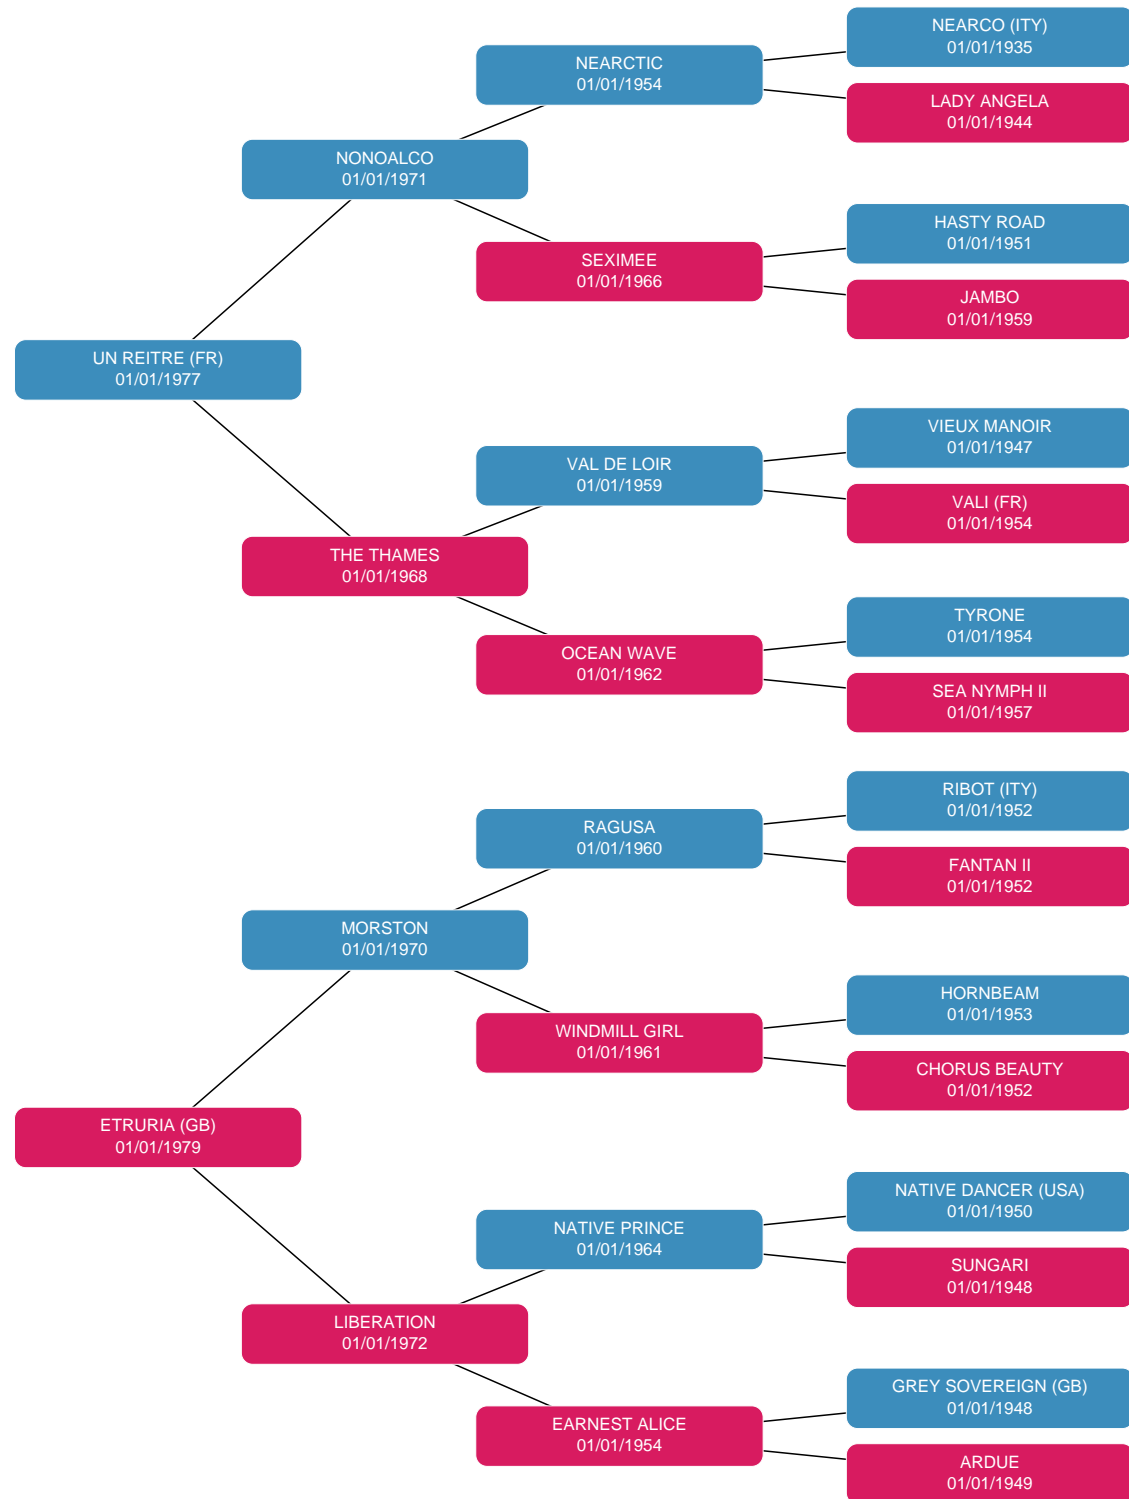 NEARCO (ITY)
01/01/1935
NEARCTIC
01/01/1954
LADY ANGELA
01/01/1944
NONOALCO
01/01/1971
HASTY ROAD
01/01/1951
SEXIMEE
01/01/1966
JAMBO
01/01/1959
UN REITRE (FR)
01/01/1977
VIEUX MANOIR
01/01/1947
VAL DE LOIR
01/01/1959
VALI (FR)
01/01/1954
THE THAMES
01/01/1968
TYRONE
01/01/1954
OCEAN WAVE
01/01/1962
SEA NYMPH II
01/01/1957
RIBOT (ITY)
01/01/1952
RAGUSA
01/01/1960
FANTAN II
01/01/1952
MORSTON
01/01/1970
HORNBEAM
01/01/1953
WINDMILL GIRL
01/01/1961
CHORUS BEAUTY
01/01/1952
ETRURIA (GB)
01/01/1979
NATIVE DANCER (USA)
01/01/1950
NATIVE PRINCE
01/01/1964
SUNGARI
01/01/1948
LIBERATION
01/01/1972
GREY SOVEREIGN (GB)
01/01/1948
EARNEST ALICE
01/01/1954
ARDUE
01/01/1949